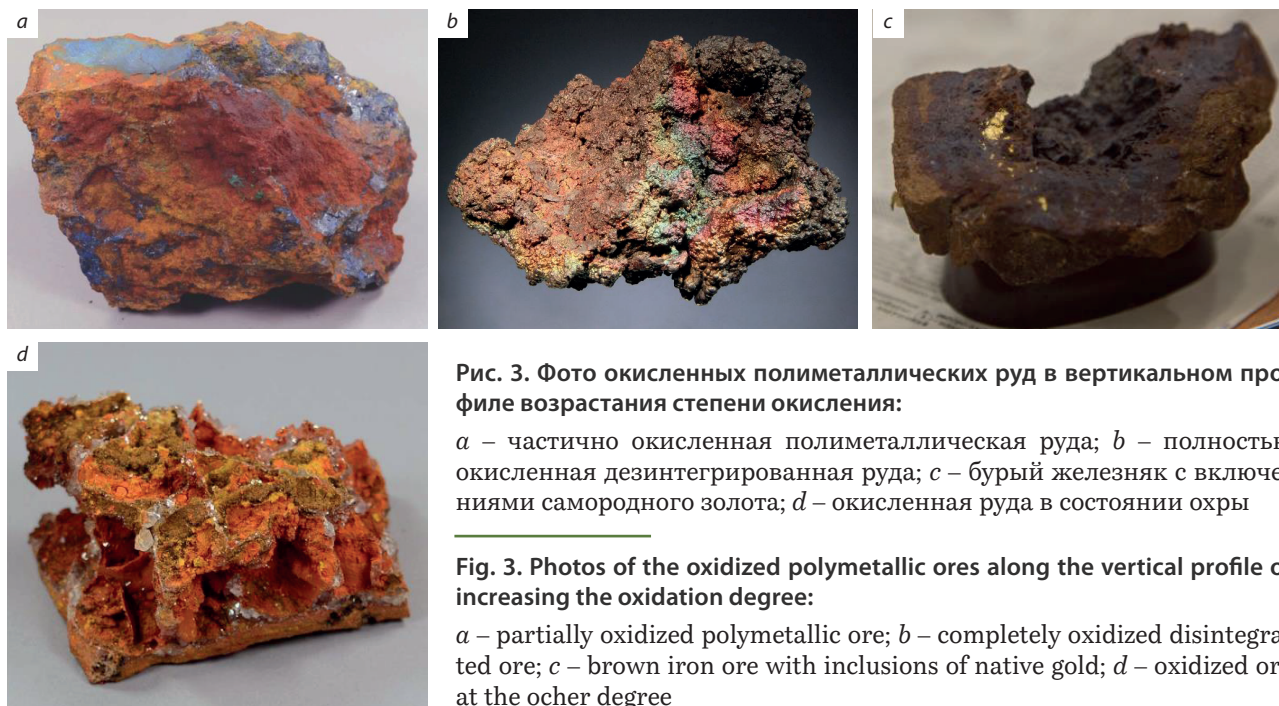 a
b
c
d
Рис. 3. Фото окисленных полиметаллических руд в вертикальном про
филе возрастания степени окисления:
a – частично окисленная полиметаллическая руда; b – полность
окисленная дезинтегрированная руда; c – бурый железняк с включе
ниями самородного золота; d – окисленная руда в состоянии охры
Fig. 3. Photos of the oxidized polymetallic ores along the vertical profile o
increasing the oxidation degree:
a – partially oxidized polymetallic ore; b – completely oxidized disintegra
ted ore; c – brown iron ore with inclusions of native gold; d – oxidized or
at the ocher degree